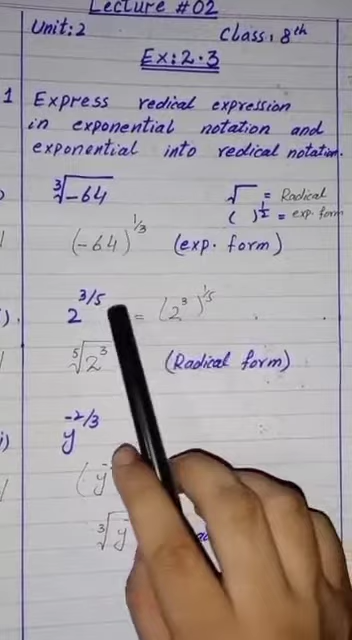 Lecture #02
Unit:2 Class: 8th
Ex: 2.3
1 Express redical expression
in exponential notation and
exponential into redical notation.
∛-64 √ = Radical
( )^1/2 = exp. form
(-64)^1/3 (exp. form)
2^3/5 = (2^3)^1/5
⁵√2^3 (Radical form)
y^-2/3
(y
∛y